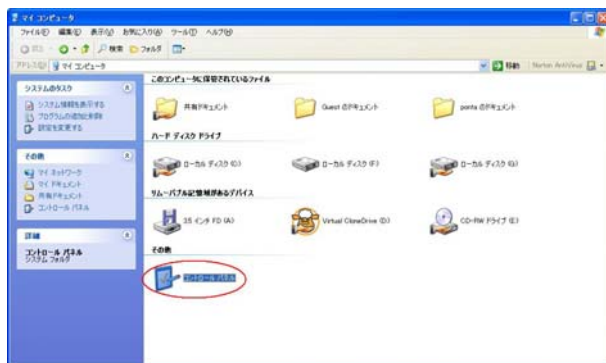 マイ コンピュータ
ファイル(F) 編集(E) 表示(V) お気に入り(A) ツール(T) ヘルプ(H)
戻る 検索 フォルダ
アドレス(D) マイ コンピュータ 移動 Norton AntiVirus
システムのタスク
システム情報を表示する
プログラムの追加と削除
設定を変更する
その他
マイ ネットワーク
マイ ドキュメント
共有ドキュメント
コントロール パネル
詳細
コントロール パネル
システム フォルダ
このコンピュータに保管されているファイル
共有ドキュメント Guest のドキュメント ponta のドキュメント
ハード ディスク ドライブ
ローカル ディスク (C:) ローカル ディスク (F:) ローカル ディスク (G:)
リムーバブル記憶域があるデバイス
3.5 インチ FD (A:) Virtual CloneDrive (D:) CD-RW ドライブ (E:)
その他
コントロール パネル